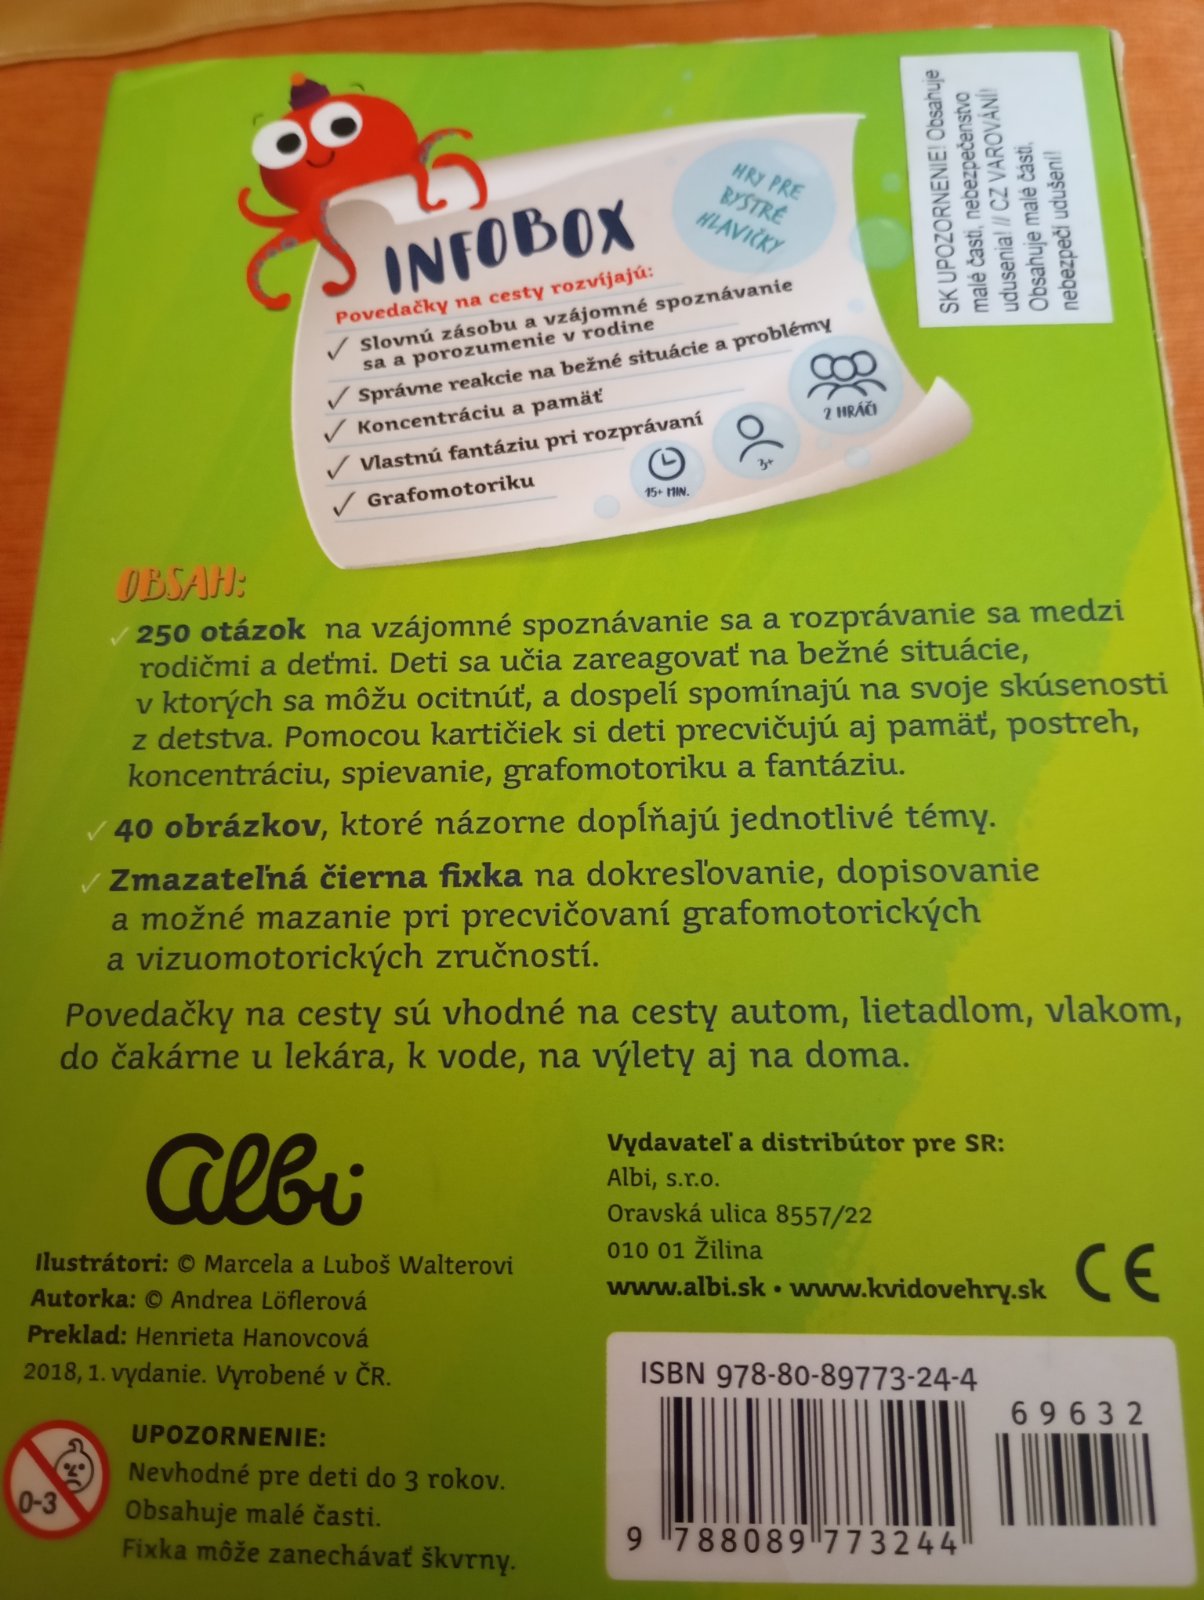 INFOBOX
HRY PRE
BYSTRÉ
HLAVIČKY
Povedačky na cesty rozvíjajú:
✓ Slovnú zásobu a vzájomné spoznávanie
sa a porozumenie v rodine
✓ Správne reakcie na bežné situácie a problémy
✓ Koncentráciu a pamäť
✓ Vlastnú fantáziu pri rozprávaní
✓ Grafomotoriku
15+ MIN.
3+
2 HRÁČI
SK UPOZORNENIE! Obsahuje
malé časti, nebezpečenstvo
udusenia! // CZ VAROVÁNÍ!
Obsahuje malé části,
nebezpečí udušení!
OBSAH:
✓ 250 otázok na vzájomné spoznávanie sa a rozprávanie sa medzi
rodičmi a deťmi. Deti sa učia zareagovať na bežné situácie,
v ktorých sa môžu ocitnúť, a dospelí spomínajú na svoje skúsenosti
z detstva. Pomocou kartičiek si deti precvičujú aj pamäť, postreh,
koncentráciu, spievanie, grafomotoriku a fantáziu.
✓ 40 obrázkov, ktoré názorne dopĺňajú jednotlivé témy.
✓ Zmazateľná čierna fixka na dokresľovanie, dopisovanie
a možné mazanie pri precvičovaní grafomotorických
a vizuomotorických zručností.
Povedačky na cesty sú vhodné na cesty autom, lietadlom, vlakom,
do čakárne u lekára, k vode, na výlety aj na doma.
albi
Ilustrátori: © Marcela a Luboš Walterovi
Autorka: © Andrea Löflerová
Preklad: Henrieta Hanovcová
2018, 1. vydanie. Vyrobené v ČR.
0-3
UPOZORNENIE:
Nevhodné pre deti do 3 rokov.
Obsahuje malé časti.
Fixka môže zanechávať škvrny.
Vydavateľ a distribútor pre SR:
Albi, s.r.o.
Oravská ulica 8557/22
010 01 Žilina
www.albi.sk • www.kvidovehry.sk
CE
ISBN 978-80-89773-24-4
69632
9 788089 773244